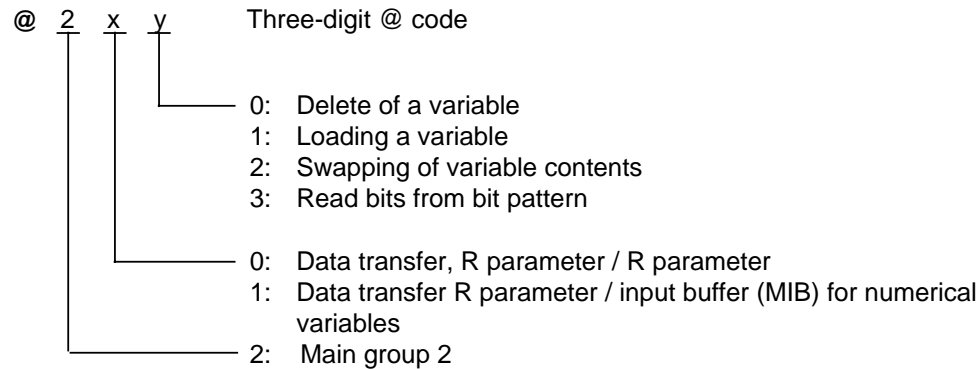 @ 2 x y Three-digit @ code
0: Delete of a variable
1: Loading a variable
2: Swapping of variable contents
3: Read bits from bit pattern
0: Data transfer, R parameter / R parameter
1: Data transfer R parameter / input buffer (MIB) for numerical
variables
2: Main group 2